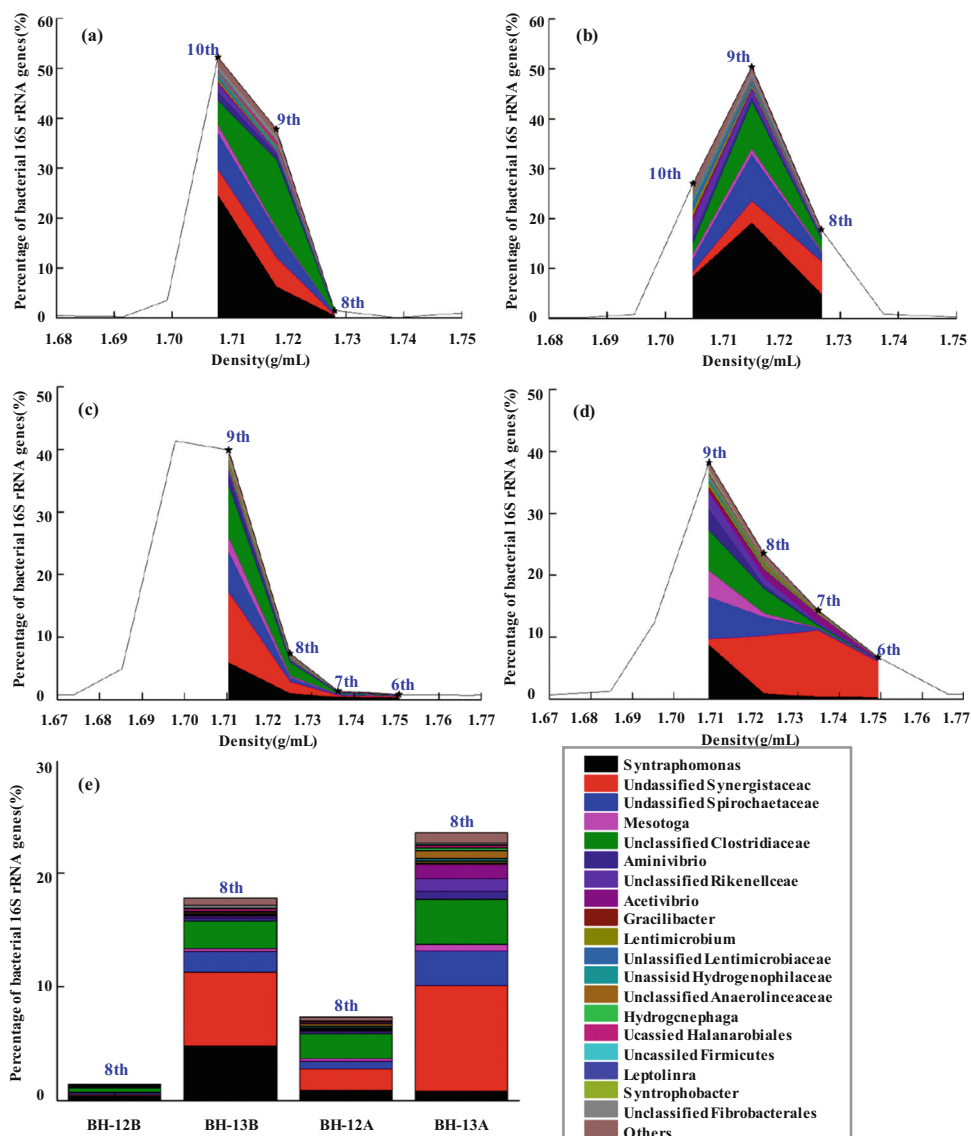 (a)
Percentage of bacterial 16S rRNA genes(%)
60
50
40
30
20
10
0
10th
9th
8th
1.68 1.69 1.70 1.71 1.72 1.73 1.74 1.75
Density(g/mL)
(b)
Percentage of bacterial 16S rRNA genes(%)
60
50
40
30
20
10
0
9th
10th
8th
1.68 1.69 1.70 1.71 1.72 1.73 1.74 1.75
Density(g/mL)
(c)
Percentage of bacterial 16S rRNA genes(%)
50
40
30
20
10
0
9th
8th
7th
6th
1.67 1.68 1.69 1.70 1.71 1.72 1.73 1.74 1.75 1.76 1.77
Density(g/mL)
(d)
Percentage of bacterial 16S rRNA genes(%)
50
40
30
20
10
9th
8th
7th
6th
1.67 1.68 1.69 1.70 1.71 1.72 1.73 1.74 1.75 1.76 1.77
Density(g/mL)
(e)
Percentage of bacterial 16S rRNA genes(%)
30
20
10
0
8th
8th
8th
8th
BH-12B BH-13B BH-12A BH-13A
Syntraphomonas
Undassified Synergistaceac
Undassified Spirochaetaceae
Mesotoga
Unclassified Clostridiaceae
Aminivibrio
Unclassified Rikenellceae
Acetivibrio
Gracilibacter
Lentimicrobium
Unlassified Lentimicrobiaceae
Unassisid Hydrogenophilaceae
Unclassified Anaerolinceaceae
Hydrogcnephaga
Ucassied Halanarobiales
Uncassiled Firmicutes
Leptolinra
Syntrophobacter
Unclassified Fibrobacterales
Others